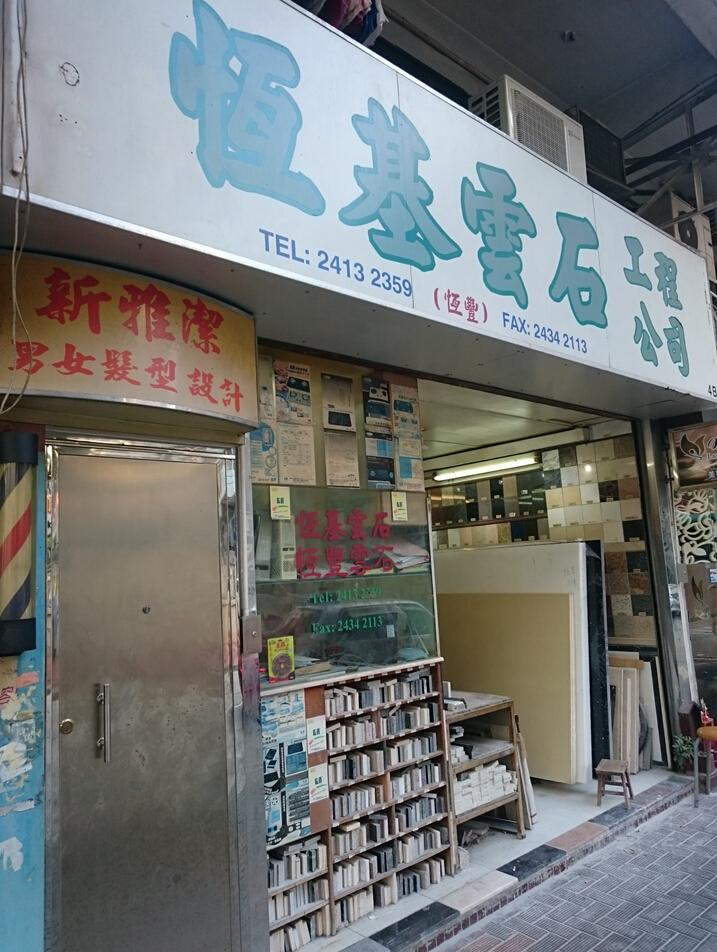 恆基雲石
工程
公司
TEL: 2413 2359
(恆豐)
FAX: 2434 2113
新雅潔
男女髮型設計
恆基雲石
恆豐雲石
Tel: 2413 2359
Fax: 2434 2113